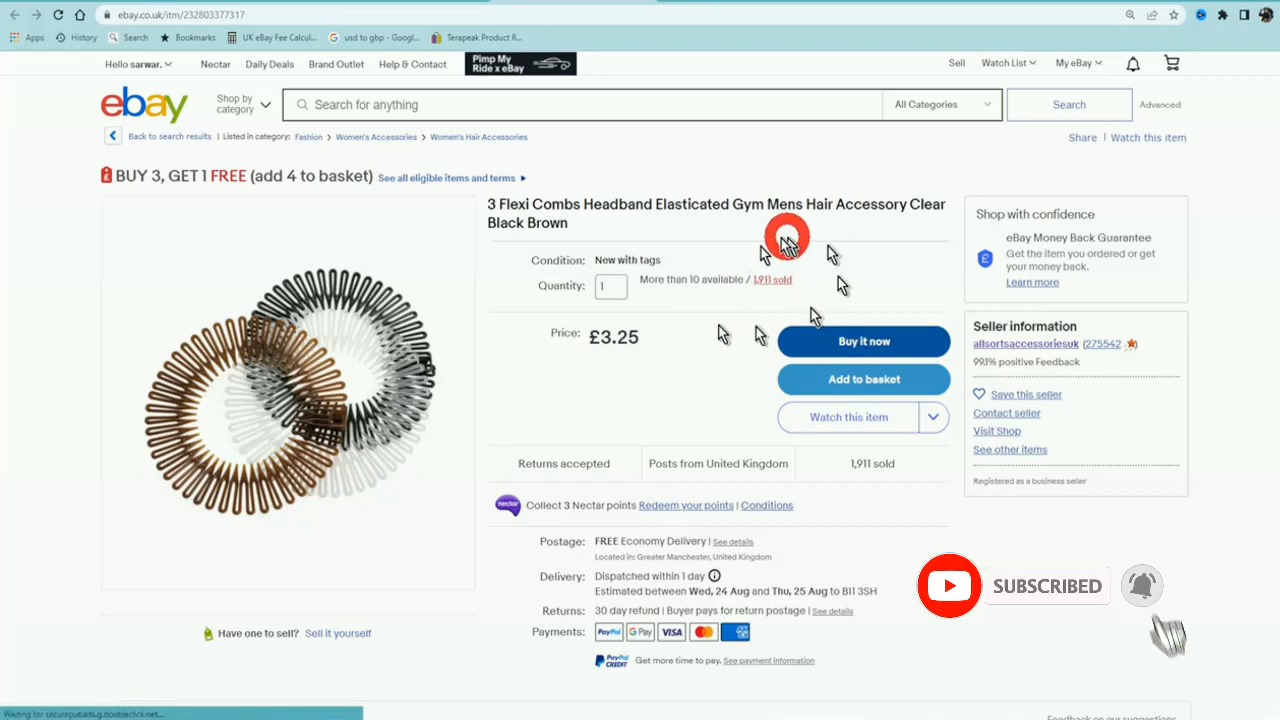 ebay.co.uk/itm/232803377317
Apps History Search Bookmarks UK eBay Fee Calcul... usd to gbp - Googl... Terapeak Product R...
Hello sarwar. Nectar Daily Deals Brand Outlet Help & Contact Pimp My Ride x eBay Sell Watch List My eBay
ebay Shop by category Search for anything All Categories Search Advanced
Back to search results | Listed in category: Fashion > Women's Accessories > Women's Hair Accessories Share | Watch this item
BUY 3, GET 1 FREE (add 4 to basket) See all eligible items and terms
3 Flexi Combs Headband Elasticated Gym Mens Hair Accessory Clear
Black Brown
Condition: New with tags
Quantity: 1 More than 10 available / 1,911 sold
Price: £3.25
Buy it now
Add to basket
Watch this item
Returns accepted Posts from United Kingdom 1,911 sold
nectar Collect 3 Nectar points Redeem your points | Conditions
Postage: FREE Economy Delivery | See details
Located in: Greater Manchester, United Kingdom
Delivery: Dispatched within 1 day
Estimated between Wed, 24 Aug and Thu, 25 Aug to B11 3SH
Returns: 30 day refund | Buyer pays for return postage | See details
Payments: PayPal G Pay VISA
PayPal CREDIT Get more time to pay. See payment information
Shop with confidence
eBay Money Back Guarantee
Get the item you ordered or get
your money back.
Learn more
Seller information
allsortsaccessoriesuk (275542)
99.1% positive Feedback
Save this seller
Contact seller
Visit Shop
See other items
Registered as a business seller
SUBSCRIBED
Have one to sell? Sell it yourself
Waiting for securepubads.g.doubleclick.net...
Feedback on our suggestions